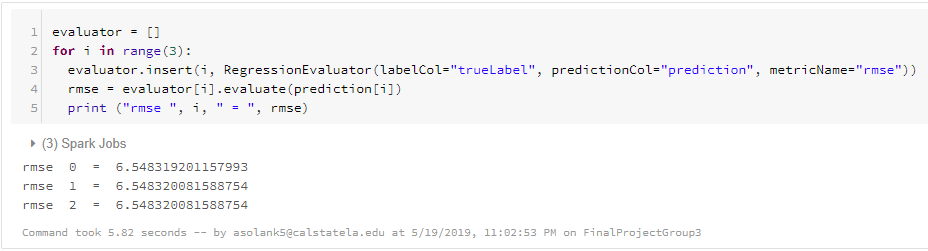 1 evaluator = []
2 for i in range(3):
3 evaluator.insert(i, RegressionEvaluator(labelCol="trueLabel", predictionCol="prediction", metricName="rmse"))
4 rmse = evaluator[i].evaluate(prediction[i])
5 print ("rmse ", i, " = ", rmse)
(3) Spark Jobs
rmse 0 = 6.548319201157993
rmse 1 = 6.548320081588754
rmse 2 = 6.548320081588754
Command took 5.82 seconds -- by asolank5@calstatela.edu at 5/19/2019, 11:02:53 PM on FinalProjectGroup3